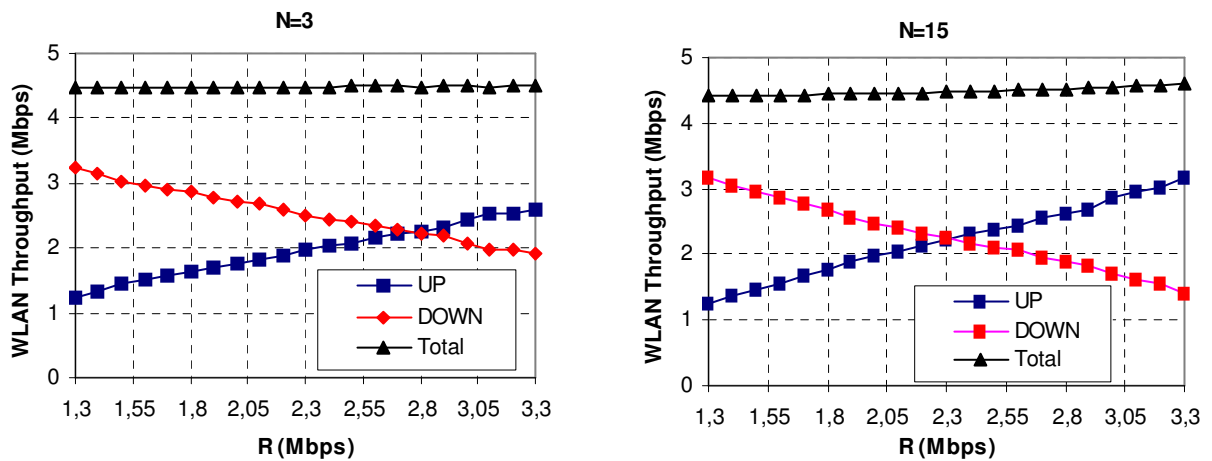 N=3
WLAN Throughput (Mbps)
5
4
3
2
1
0
UP
DOWN
Total
1,3 1,55 1,8 2,05 2,3 2,55 2,8 3,05 3,3
R (Mbps)
N=15
WLAN Throughput (Mbps)
5
4
3
2
1
0
UP
DOWN
Total
1,3 1,55 1,8 2,05 2,3 2,55 2,8 3,05 3,3
R (Mbps)